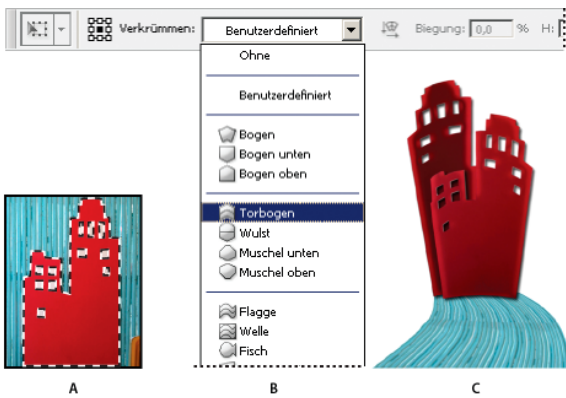 Verkrümmen: Benutzerdefiniert Biegung: 0,0 % H:
Ohne
Benutzerdefiniert
Bogen
Bogen unten
Bogen oben
Torbogen
Wulst
Muschel unten
Muschel oben
Flagge
Welle
Fisch
A B C